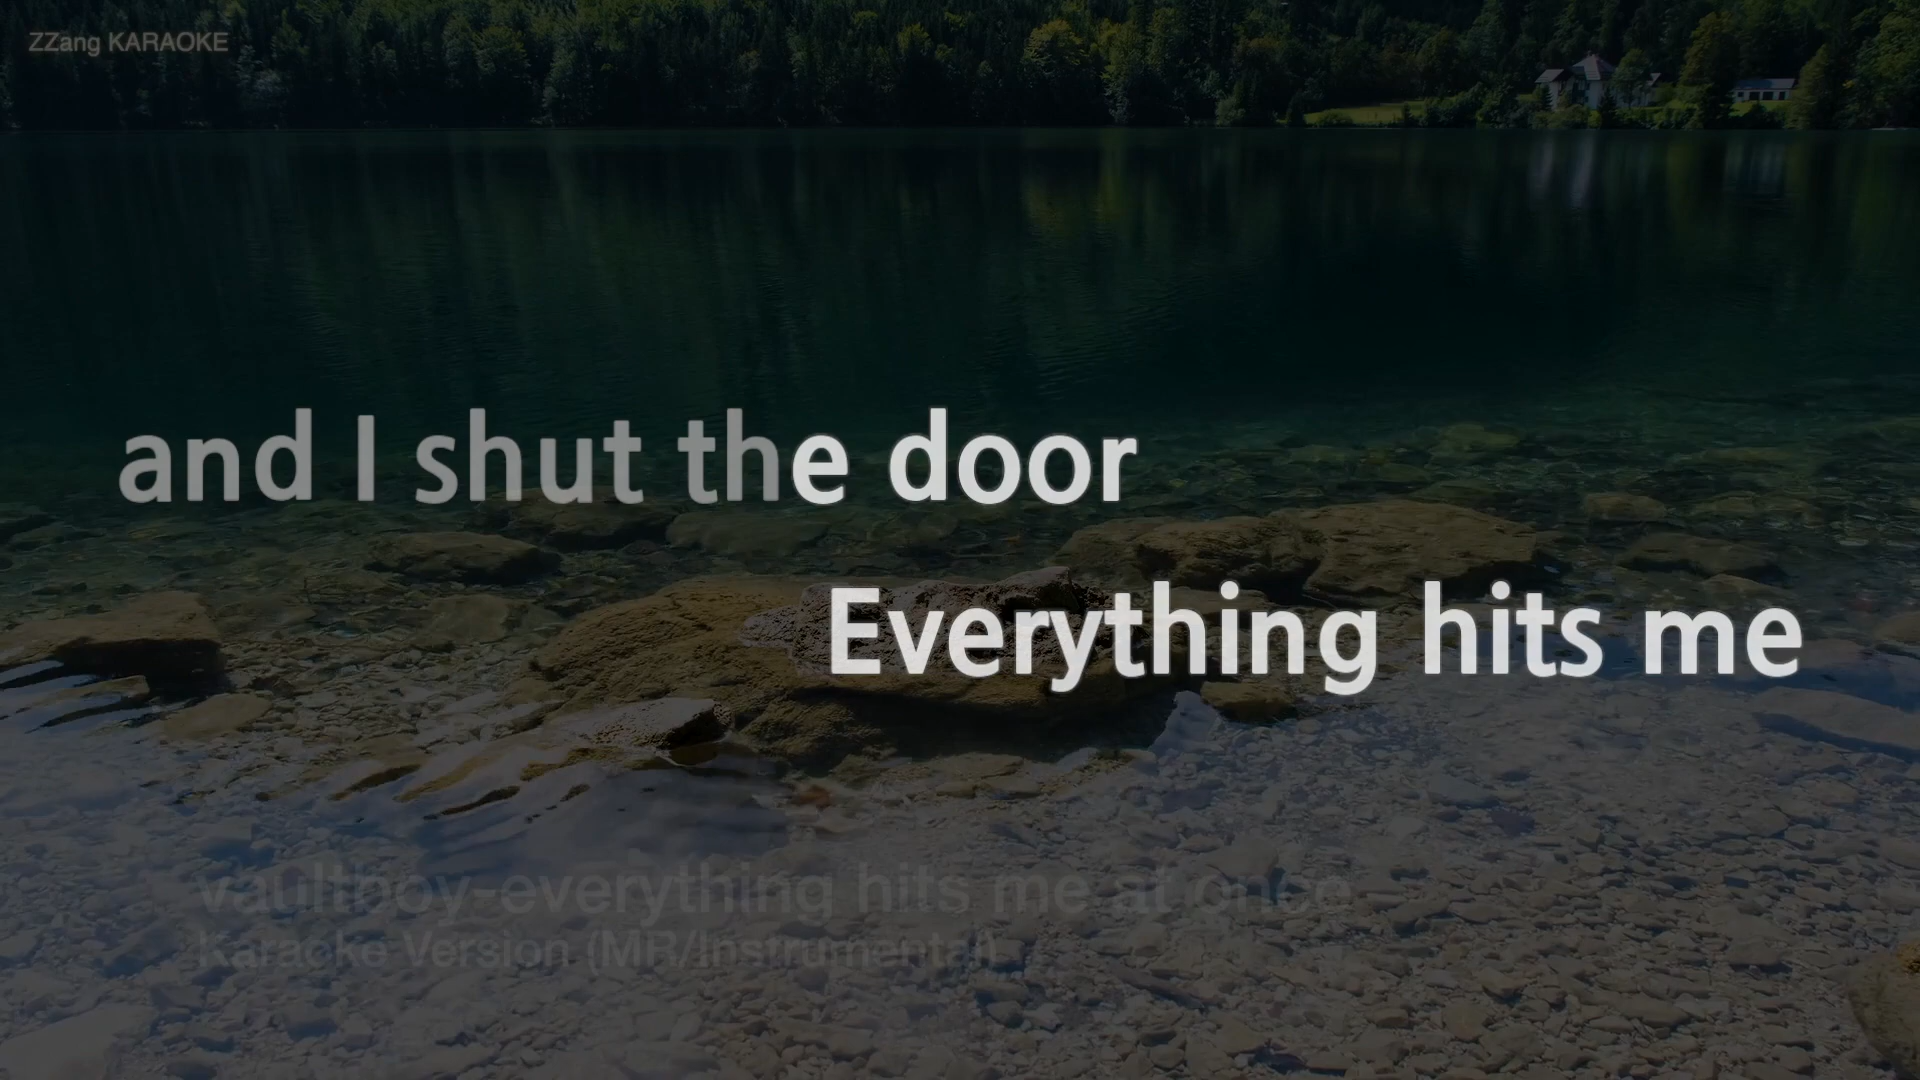 ZZang KARAOKE
and I shut the door
Everything hits me
vaultboy-everything hits me at once
Karaoke Version (MR/Instrumental)